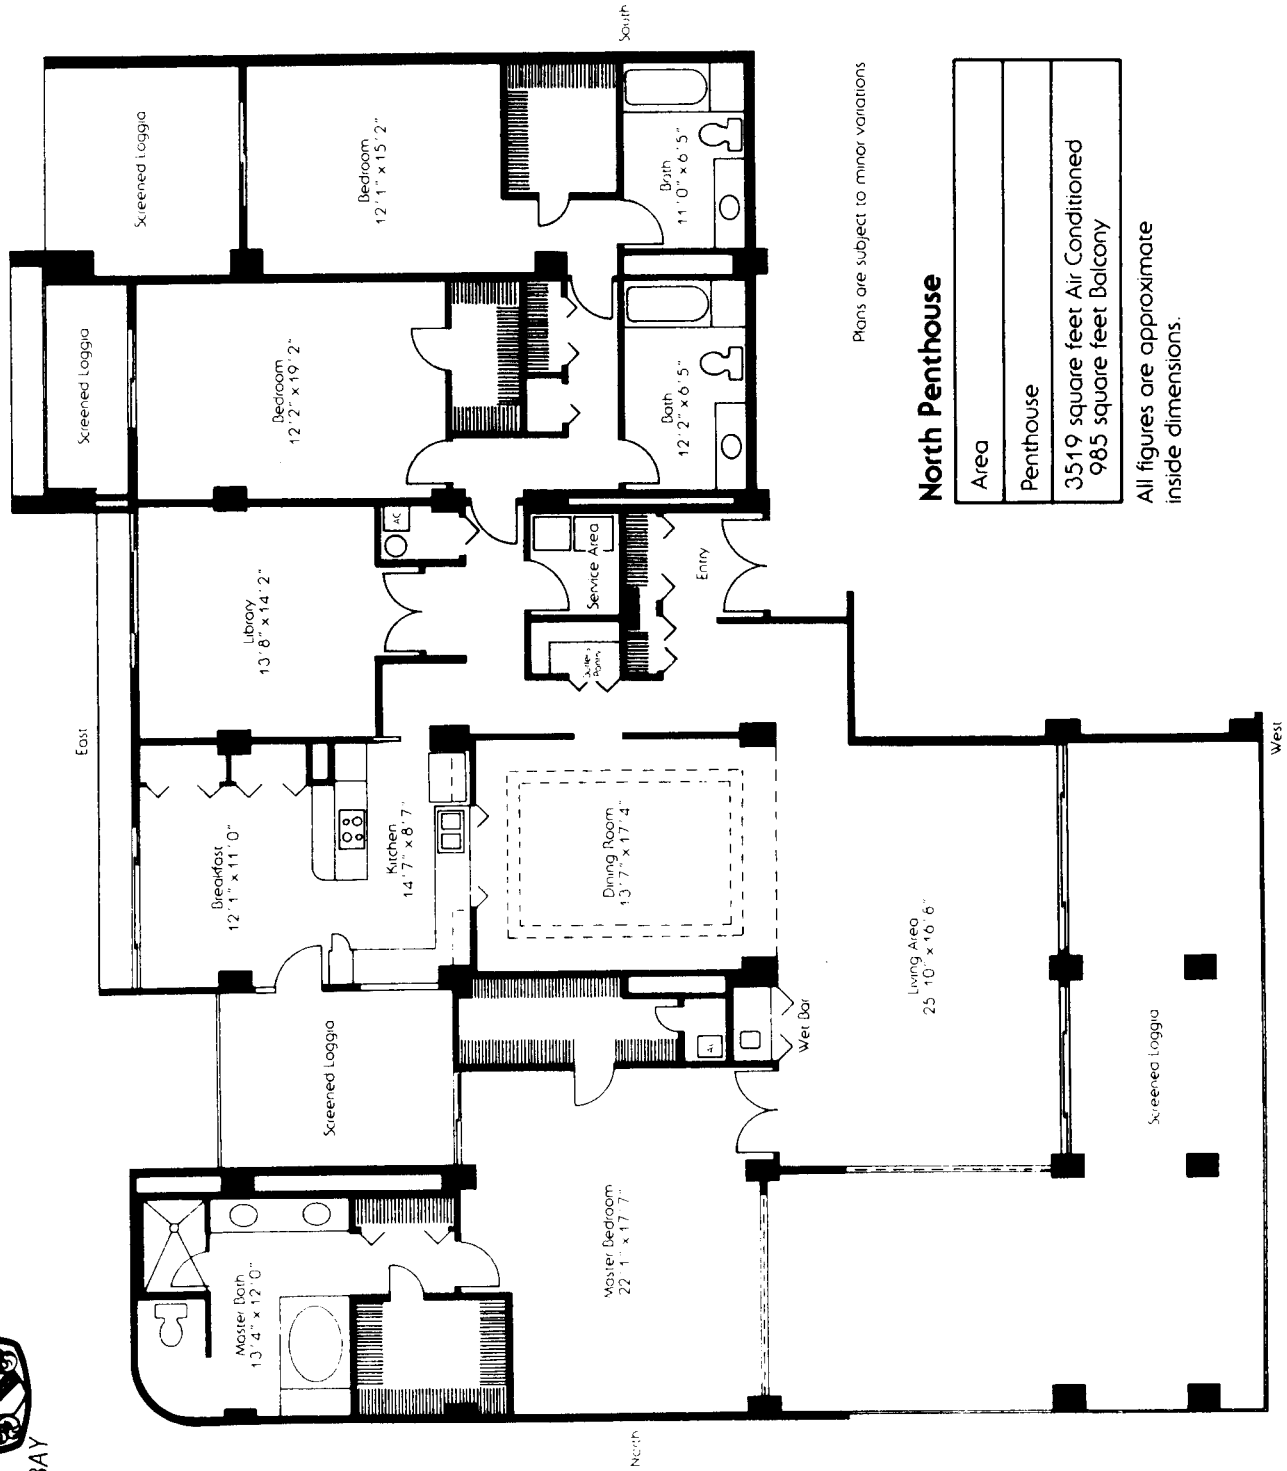 BAY
North
South
East
West
Screened Loggia
Screened Loggia
Bedroom
12'1" x 15'2"
Bath
11'0" x 6'5"
Bedroom
12'2" x 19'2"
Bath
12'2" x 6'5"
Library
13'8" x 14'2"
AC
Service Area
Entry
Butlers
Pantry
Breakfast
12'1" x 11'0"
Kitchen
14'7" x 8'7"
Dining Room
13'7" x 17'4"
Living Area
25'10" x 16'8"
Wet Bar
Screened Loggia
AC
Screened Loggia
Master Bath
13'4" x 12'0"
Master Bedroom
22'1" x 17'7"
Plans are subject to minor variations
North Penthouse
Area
Penthouse
3519 square feet Air Conditioned
985 square feet Balcony
All figures are approximate
inside dimensions.